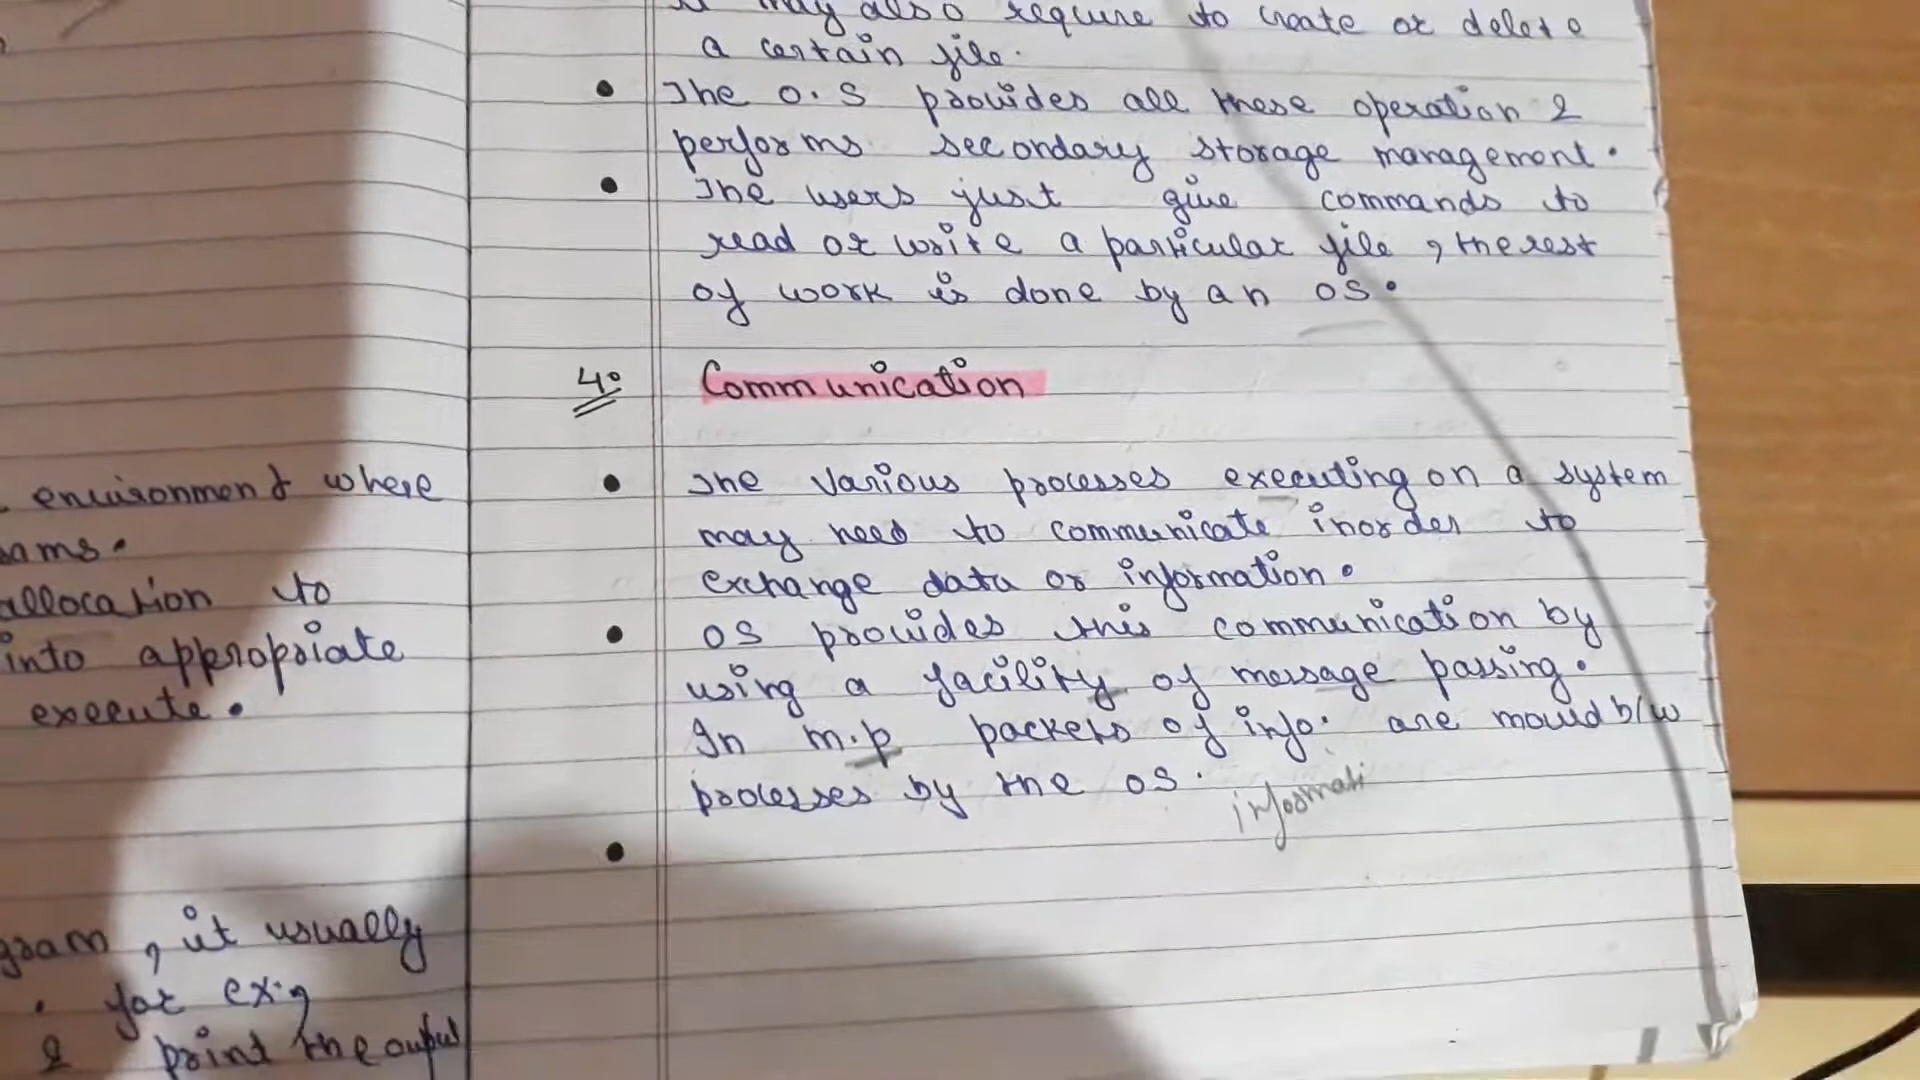 environment where
ams.
allocation to
into appropriate
execute.
gram, it usually
. for ex.,
& print the output
It may also require to create or delete
a certain file.
• The O.S provides all these operation &
performs secondary storage management.
• The users just give commands to
read or write a particular file, the rest
of work is done by an OS.
4. Communication
• The various processes executing on a system
may need to communicate inorder to
exchange data or information.
• OS provides this communication by
using a facility of message passing.
In m.p packets of info. are moved b/w
processes by the OS.
informati
•